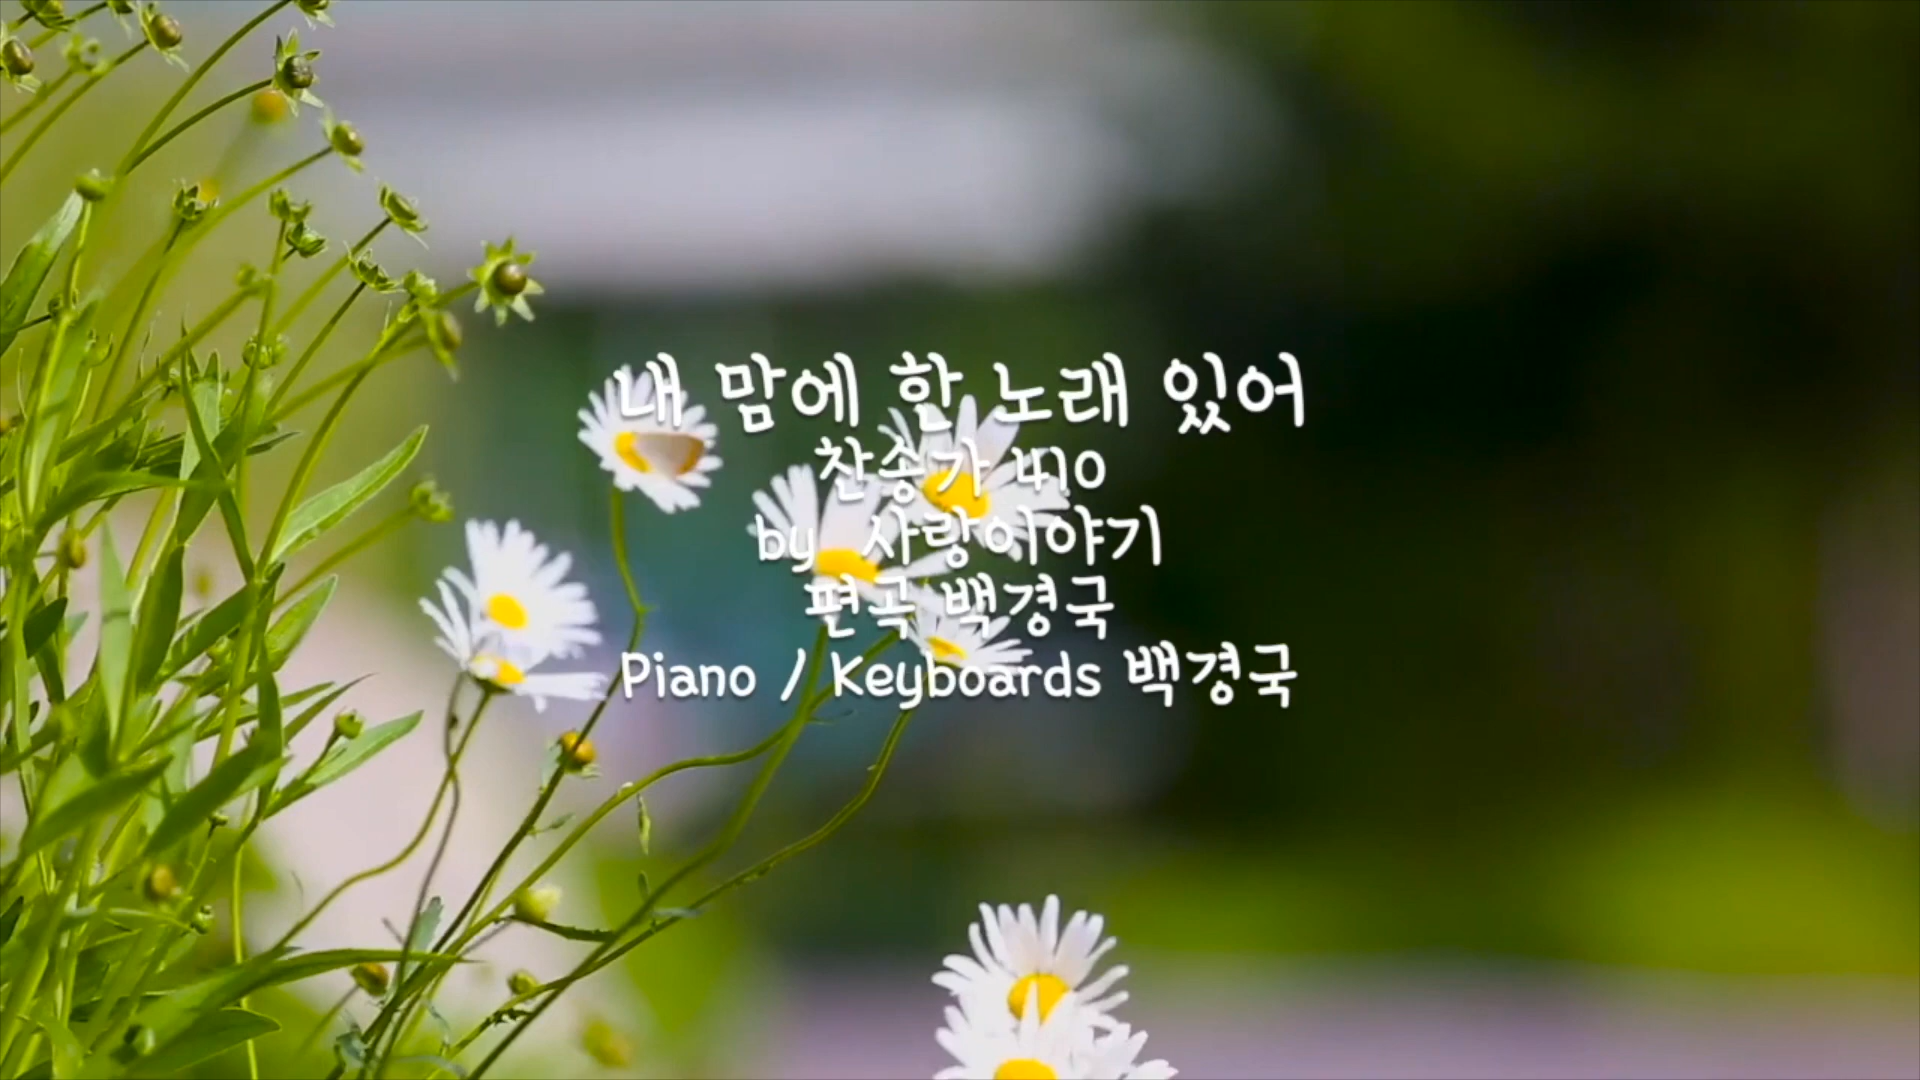 내 맘에 한 노래 있어
찬송가 410
by 사랑이야기
편곡 백경국
Piano / Keyboards 백경국